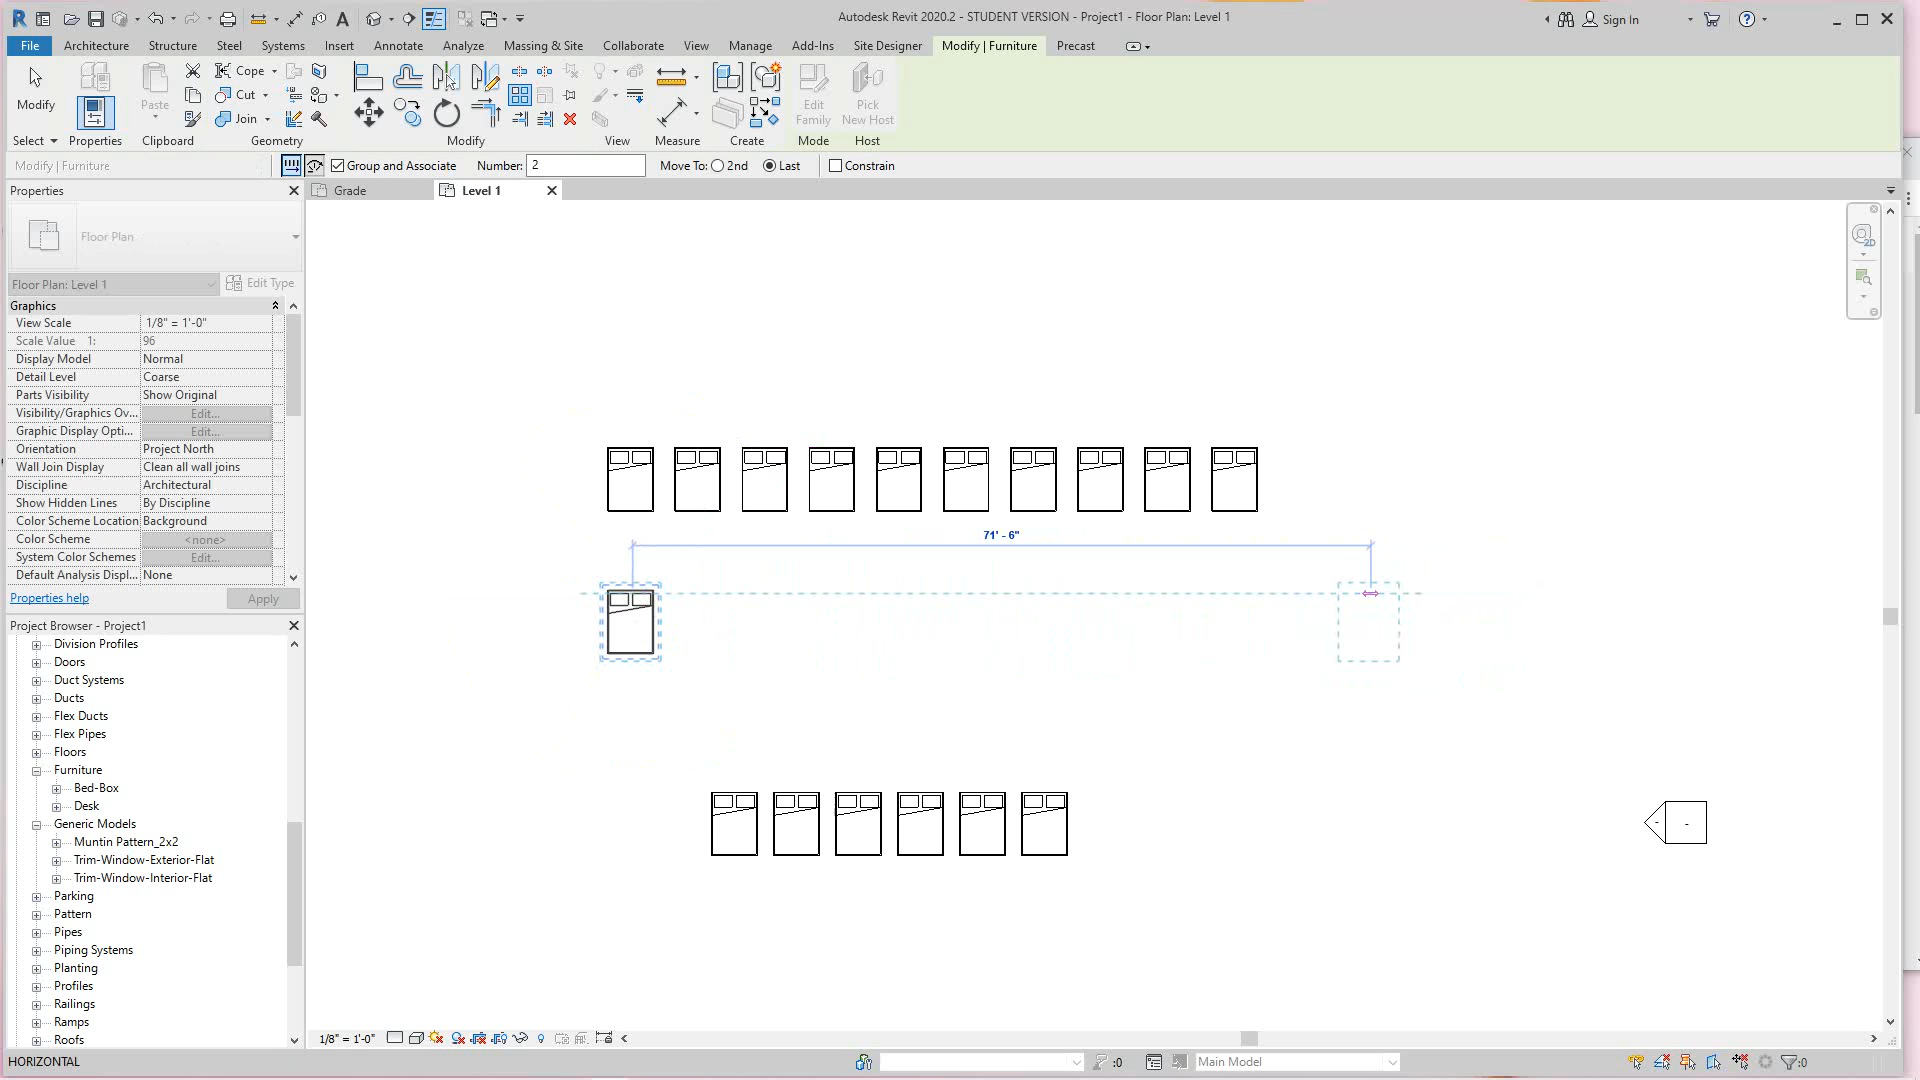 Autodesk Revit 2020.2 - STUDENT VERSION - Project1 - Floor Plan: Level 1
Sign In
File Architecture Structure Steel Systems Insert Annotate Analyze Massing & Site Collaborate View Manage Add-Ins Site Designer Modify | Furniture Precast
Modify
Paste
Cope
Cut
Join
Edit Family
Pick New Host
Select Properties Clipboard Geometry Modify View Measure Create Mode Host
Modify | Furniture
Group and Associate Number: 2 Move To: 2nd Last Constrain
Properties
Grade
Level 1
Floor Plan
Floor Plan: Level 1
Edit Type
Graphics
View Scale 1/8" = 1'-0"
Scale Value 1: 96
Display Model Normal
Detail Level Coarse
Parts Visibility Show Original
Visibility/Graphics Ov... Edit...
Graphic Display Opti... Edit...
Orientation Project North
Wall Join Display Clean all wall joins
Discipline Architectural
Show Hidden Lines By Discipline
Color Scheme Location Background
Color Scheme <none>
System Color Schemes Edit...
Default Analysis Displ... None
Properties help
Apply
71' - 6"
2D
Project Browser - Project1
Division Profiles
Doors
Duct Systems
Ducts
Flex Ducts
Flex Pipes
Floors
Furniture
Bed-Box
Desk
Generic Models
Muntin Pattern_2x2
Trim-Window-Exterior-Flat
Trim-Window-Interior-Flat
Parking
Pattern
Pipes
Piping Systems
Planting
Profiles
Railings
Ramps
Roofs
1/8" = 1'-0"
HORIZONTAL
:0
Main Model
:0